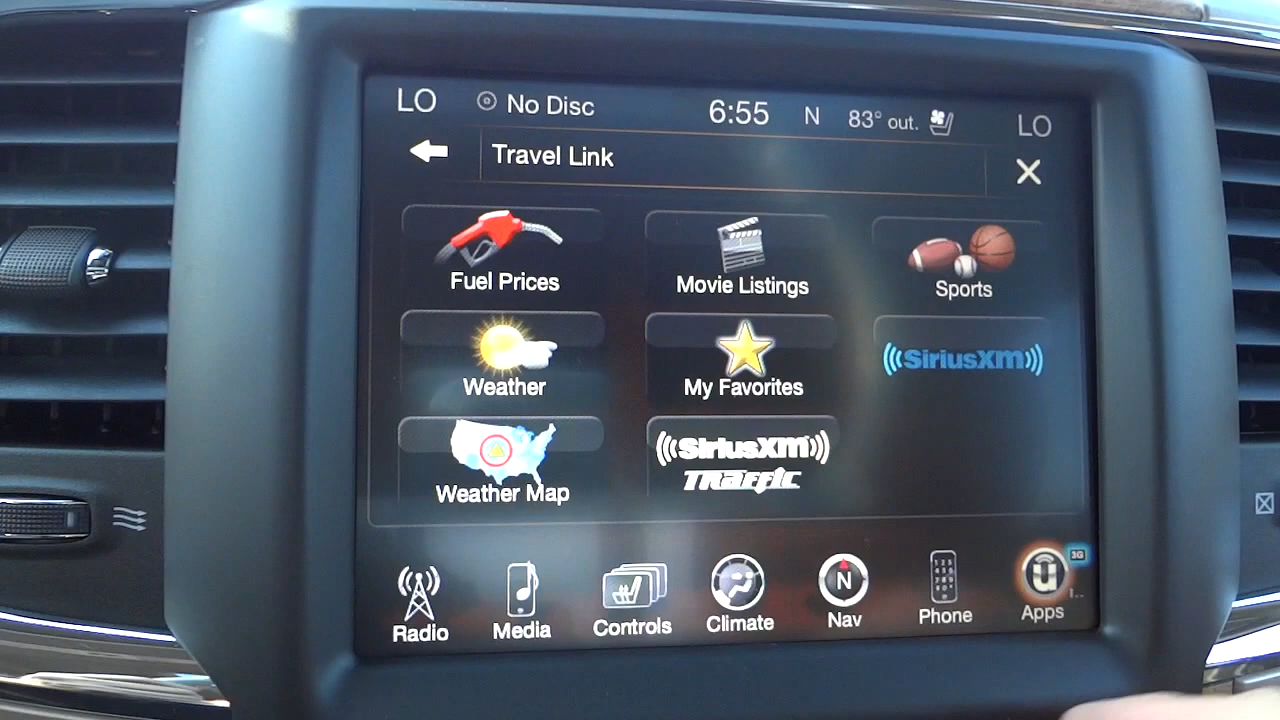 LO No Disc 6:55 N 83° out. LO
Travel Link
Fuel Prices
Movie Listings
Sports
Weather
My Favorites
SiriusXM
Weather Map
SiriusXM
Traffic
Radio
Media
Controls
Climate
N
Nav
Phone
3G
Apps